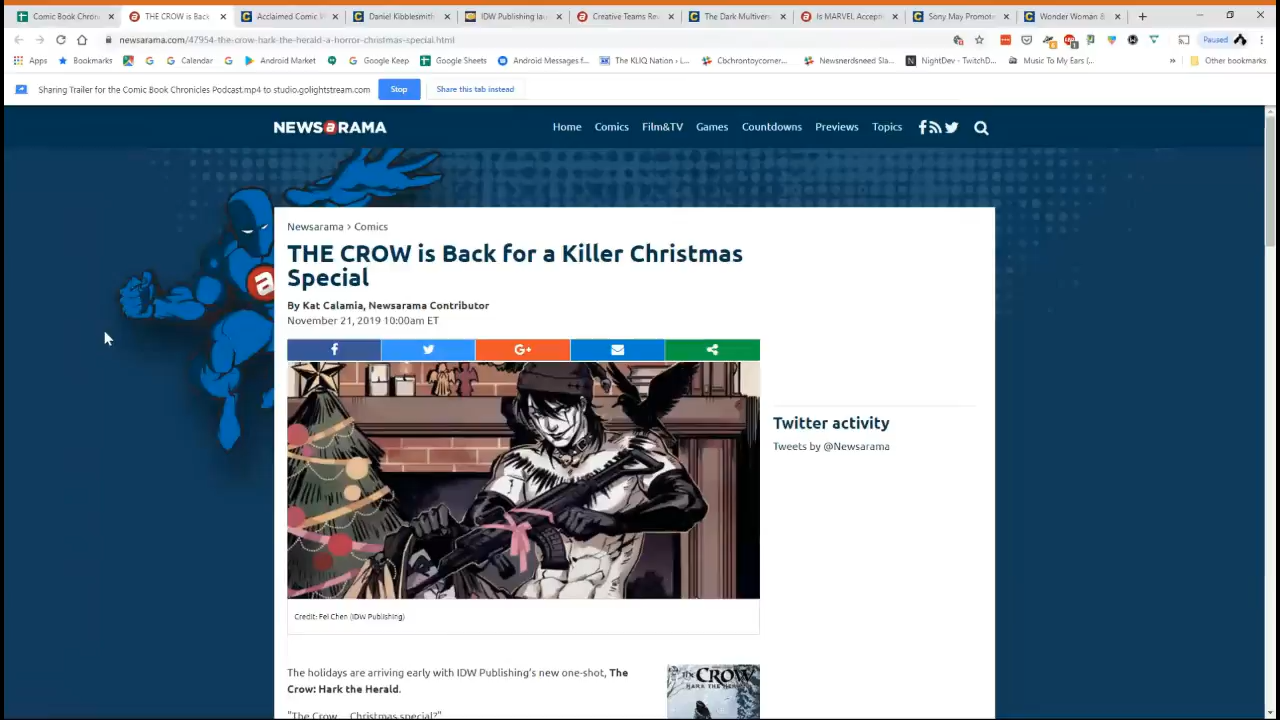 Comic Book Chron
THE CROW is Back
Acclaimed Comic
Daniel Kibblesmith
IDW Publishing la
Creative Teams Re
The Dark Multiver
Is MARVEL Accept
Sony May Promot
Wonder Woman &
newsarama.com/47954-the-crow-hark-the-herald-a-horror-christmas-special.html
Paused
Apps
Bookmarks
Calendar
Android Market
Google Keep
Google Sheets
Android Messages f...
The KLIQ Nation › L...
Cochrontoycorner...
Newsnerdsneed Sla...
NightDev - TwitchD...
Music To My Ears (...
»
Other bookmarks
Sharing Trailer for the Comic Book Chronicles Podcast.mp4 to studio.golightstream.com
Stop
Share this tab instead
NEWSaRAMA
Home
Comics
Film&TV
Games
Countdowns
Previews
Topics
Newsarama > Comics
THE CROW is Back for a Killer Christmas
Special
By Kat Calamia, Newsarama Contributor
November 21, 2019 10:00am ET
G+
Twitter activity
Tweets by @Newsarama
Credit: Fei Chen (IDW Publishing)
The holidays are arriving early with IDW Publishing's new one-shot, The
Crow: Hark the Herald.
"The Crow... Christmas special?"
THE CROW
HARK THE HERALD